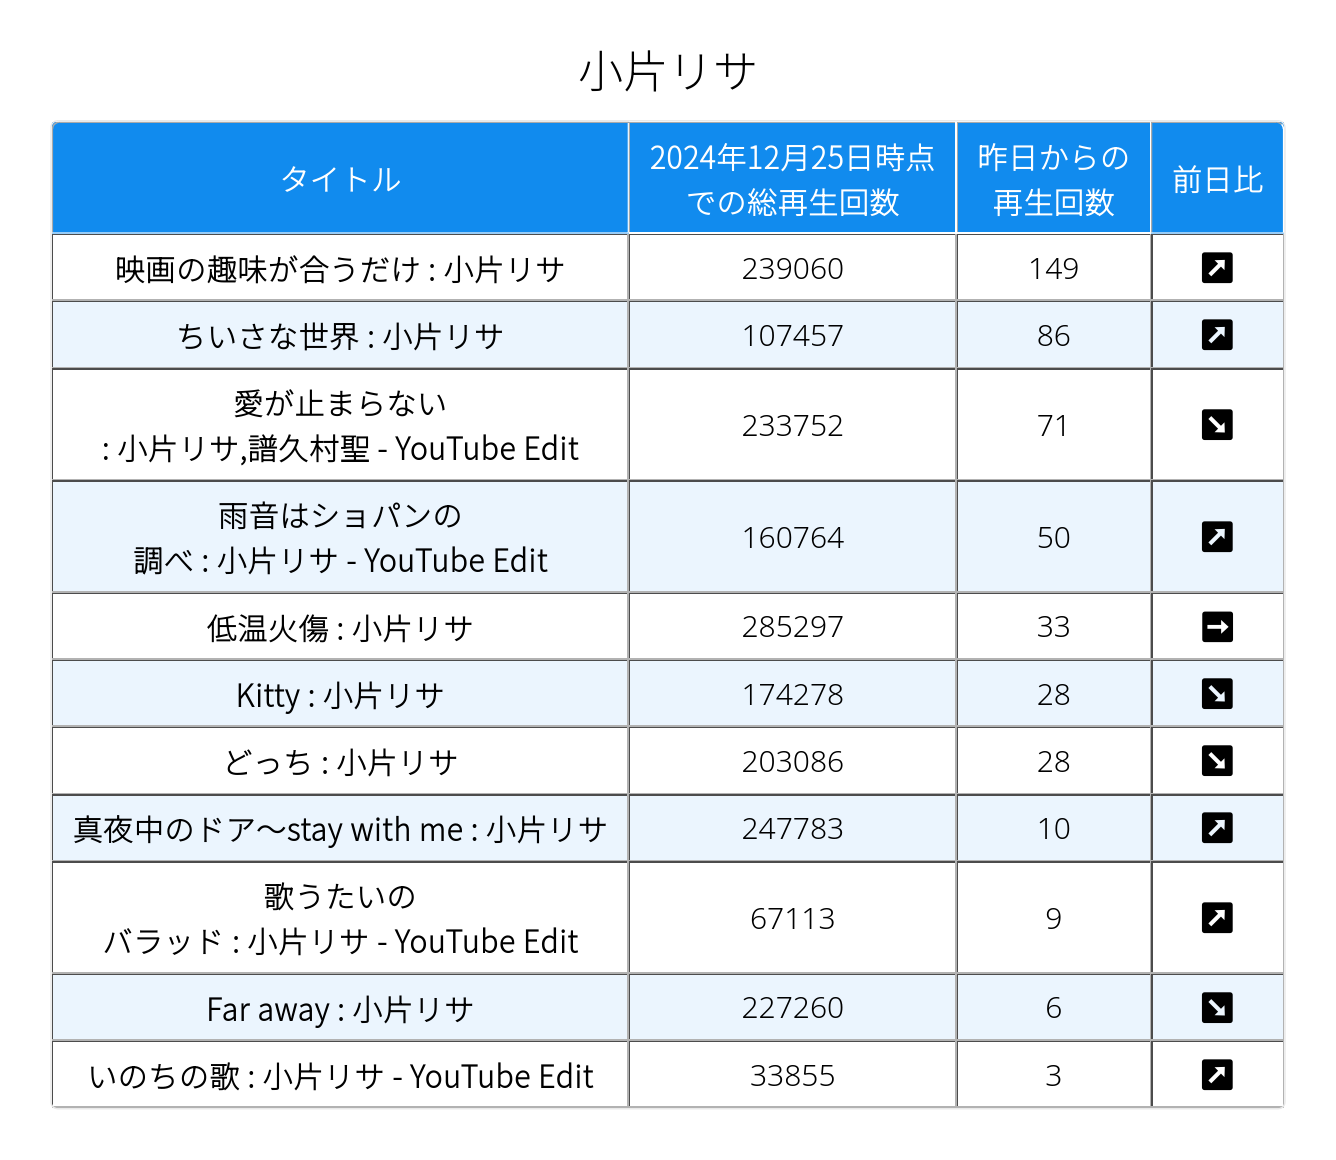 小片リサ
タイトル
2024年12月25日時点
での総再生回数
昨日からの
再生回数
前日比
映画の趣味が合うだけ : 小片リサ
239060
149
ちいさな世界 : 小片リサ
107457
86
愛が止まらない
: 小片リサ,譜久村聖 - YouTube Edit
233752
71
雨音はショパンの
調べ : 小片リサ - YouTube Edit
160764
50
低温火傷 : 小片リサ
285297
33
Kitty : 小片リサ
174278
28
どっち : 小片リサ
203086
28
真夜中のドア〜stay with me : 小片リサ
247783
10
歌うたいの
バラッド : 小片リサ - YouTube Edit
67113
9
Far away : 小片リサ
227260
6
いのちの歌 : 小片リサ - YouTube Edit
33855
3